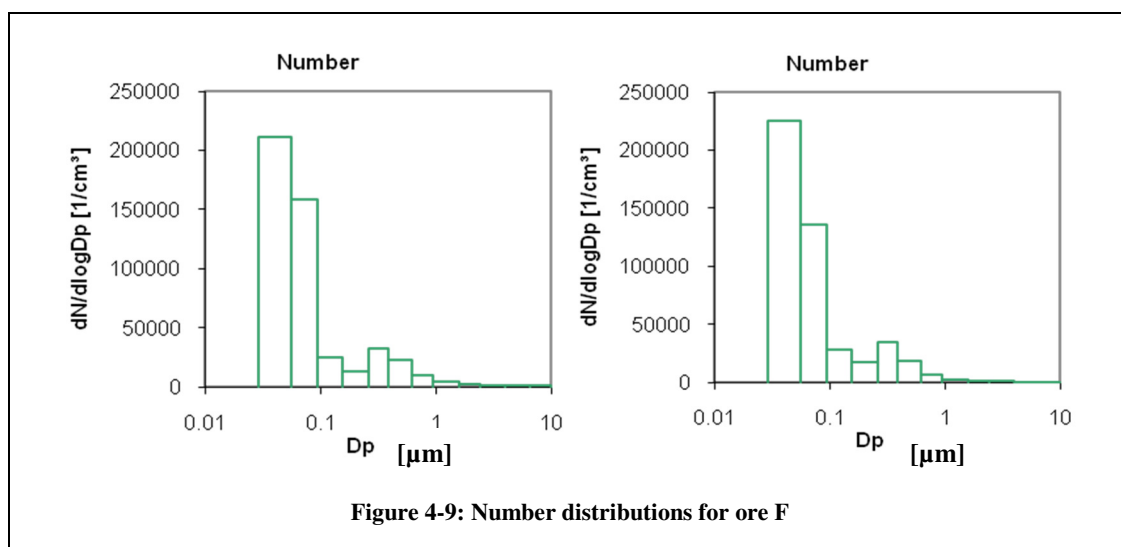 Number
dN/dlogDp [1/cm³]
250000
200000
150000
100000
50000
0
0.01 0.1 1 10
Dp [µm]
Number
dN/dlogDp [1/cm³]
250000
200000
150000
100000
50000
0
0.01 0.1 1 10
Dp [µm]
Figure 4-9: Number distributions for ore F